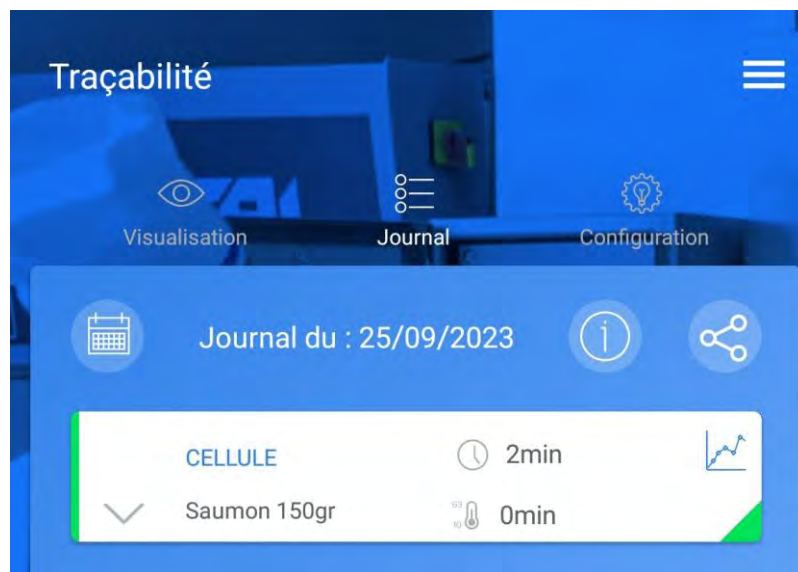 Traçabilité
Visualisation
Journal
Configuration
Journal du : 25/09/2023
CELLULE
2min
Saumon 150gr
0min